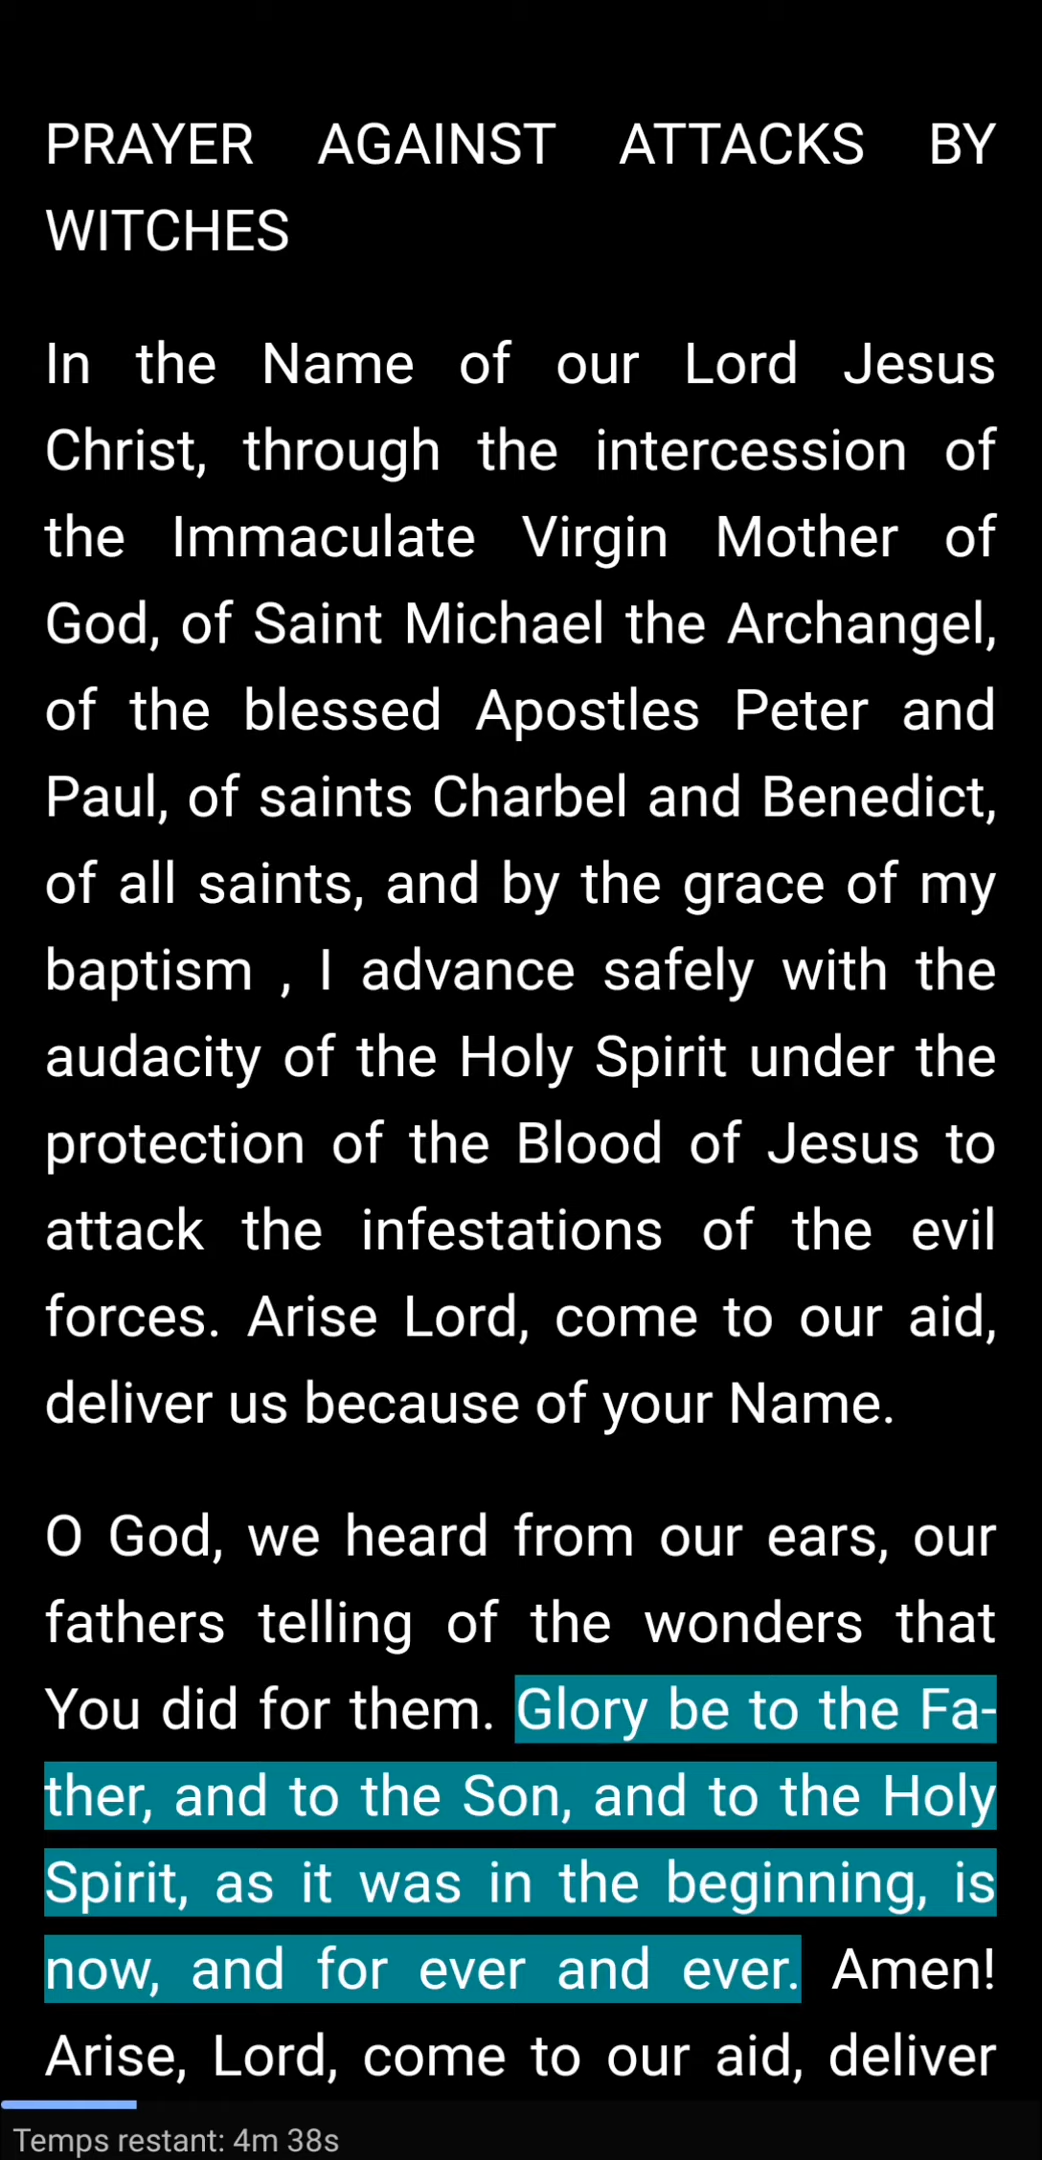 PRAYER AGAINST ATTACKS BY
WITCHES
In the Name of our Lord Jesus
Christ, through the intercession of
the Immaculate Virgin Mother of
God, of Saint Michael the Archangel,
of the blessed Apostles Peter and
Paul, of saints Charbel and Benedict,
of all saints, and by the grace of my
baptism , I advance safely with the
audacity of the Holy Spirit under the
protection of the Blood of Jesus to
attack the infestations of the evil
forces. Arise Lord, come to our aid,
deliver us because of your Name.
O God, we heard from our ears, our
fathers telling of the wonders that
You did for them. Glory be to the Fa-
ther, and to the Son, and to the Holy
Spirit, as it was in the beginning, is
now, and for ever and ever. Amen!
Arise, Lord, come to our aid, deliver
Temps restant: 4m 38s